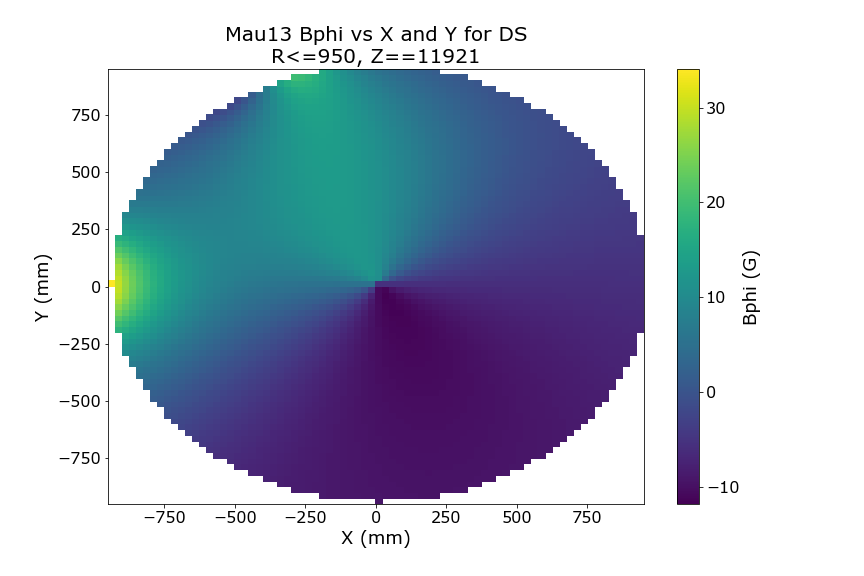 Mau13 Bphi vs X and Y for DS
R<=950, Z==11921
750
500
250
0
−250
−500
−750
Y (mm)
−750 −500 −250 0 250 500 750
X (mm)
30
20
10
0
−10
Bphi (G)